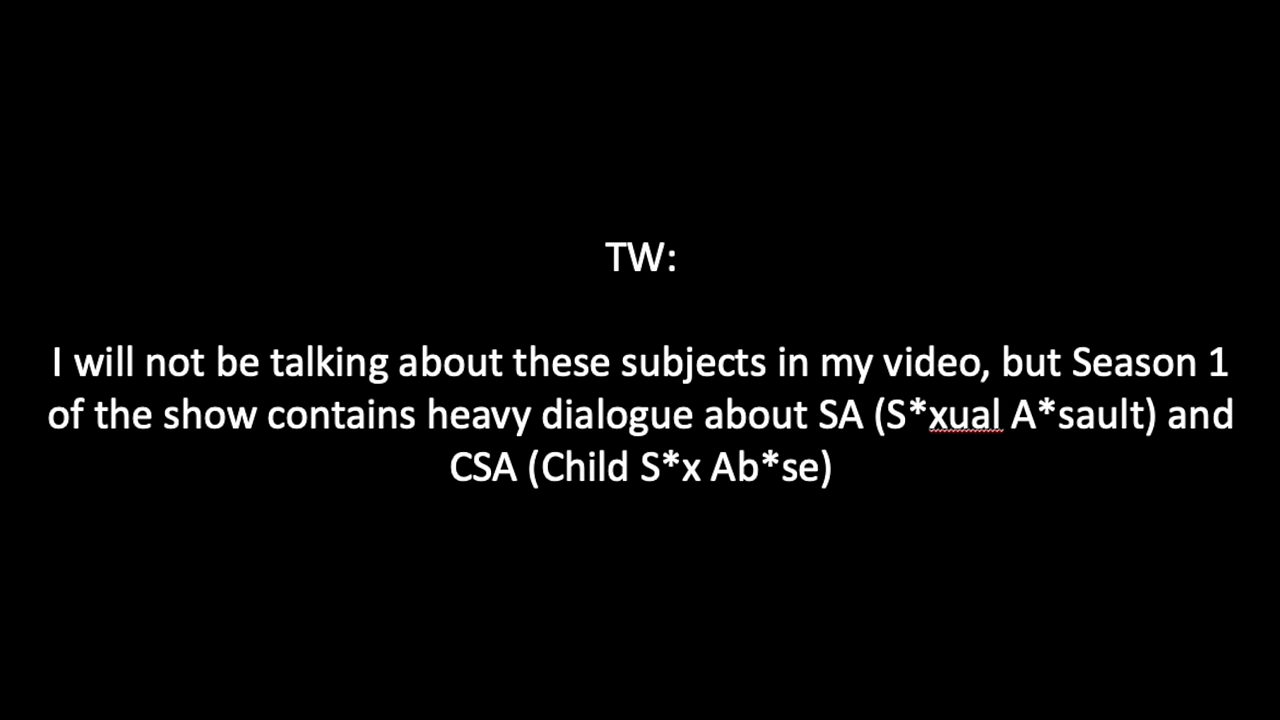 TW:
I will not be talking about these subjects in my video, but Season 1
of the show contains heavy dialogue about SA (S*xual A*sault) and
CSA (Child S*x Ab*se)